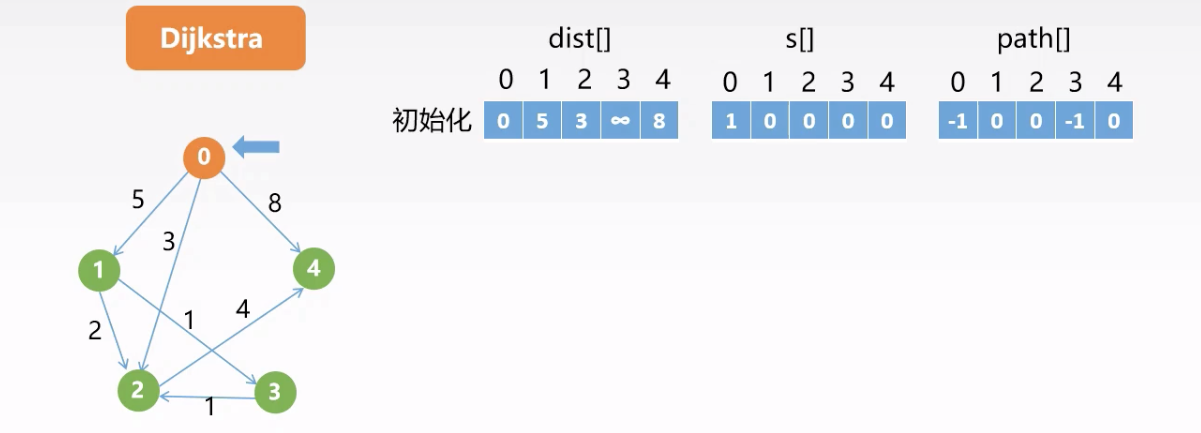 Dijkstra
dist[] s[] path[]
0 1 2 3 4 0 1 2 3 4 0 1 2 3 4
初始化 0 5 3 ∞ 8 1 0 0 0 0 -1 0 0 -1 0
0
5 8
3
1 4
2 1 4
2 3
1